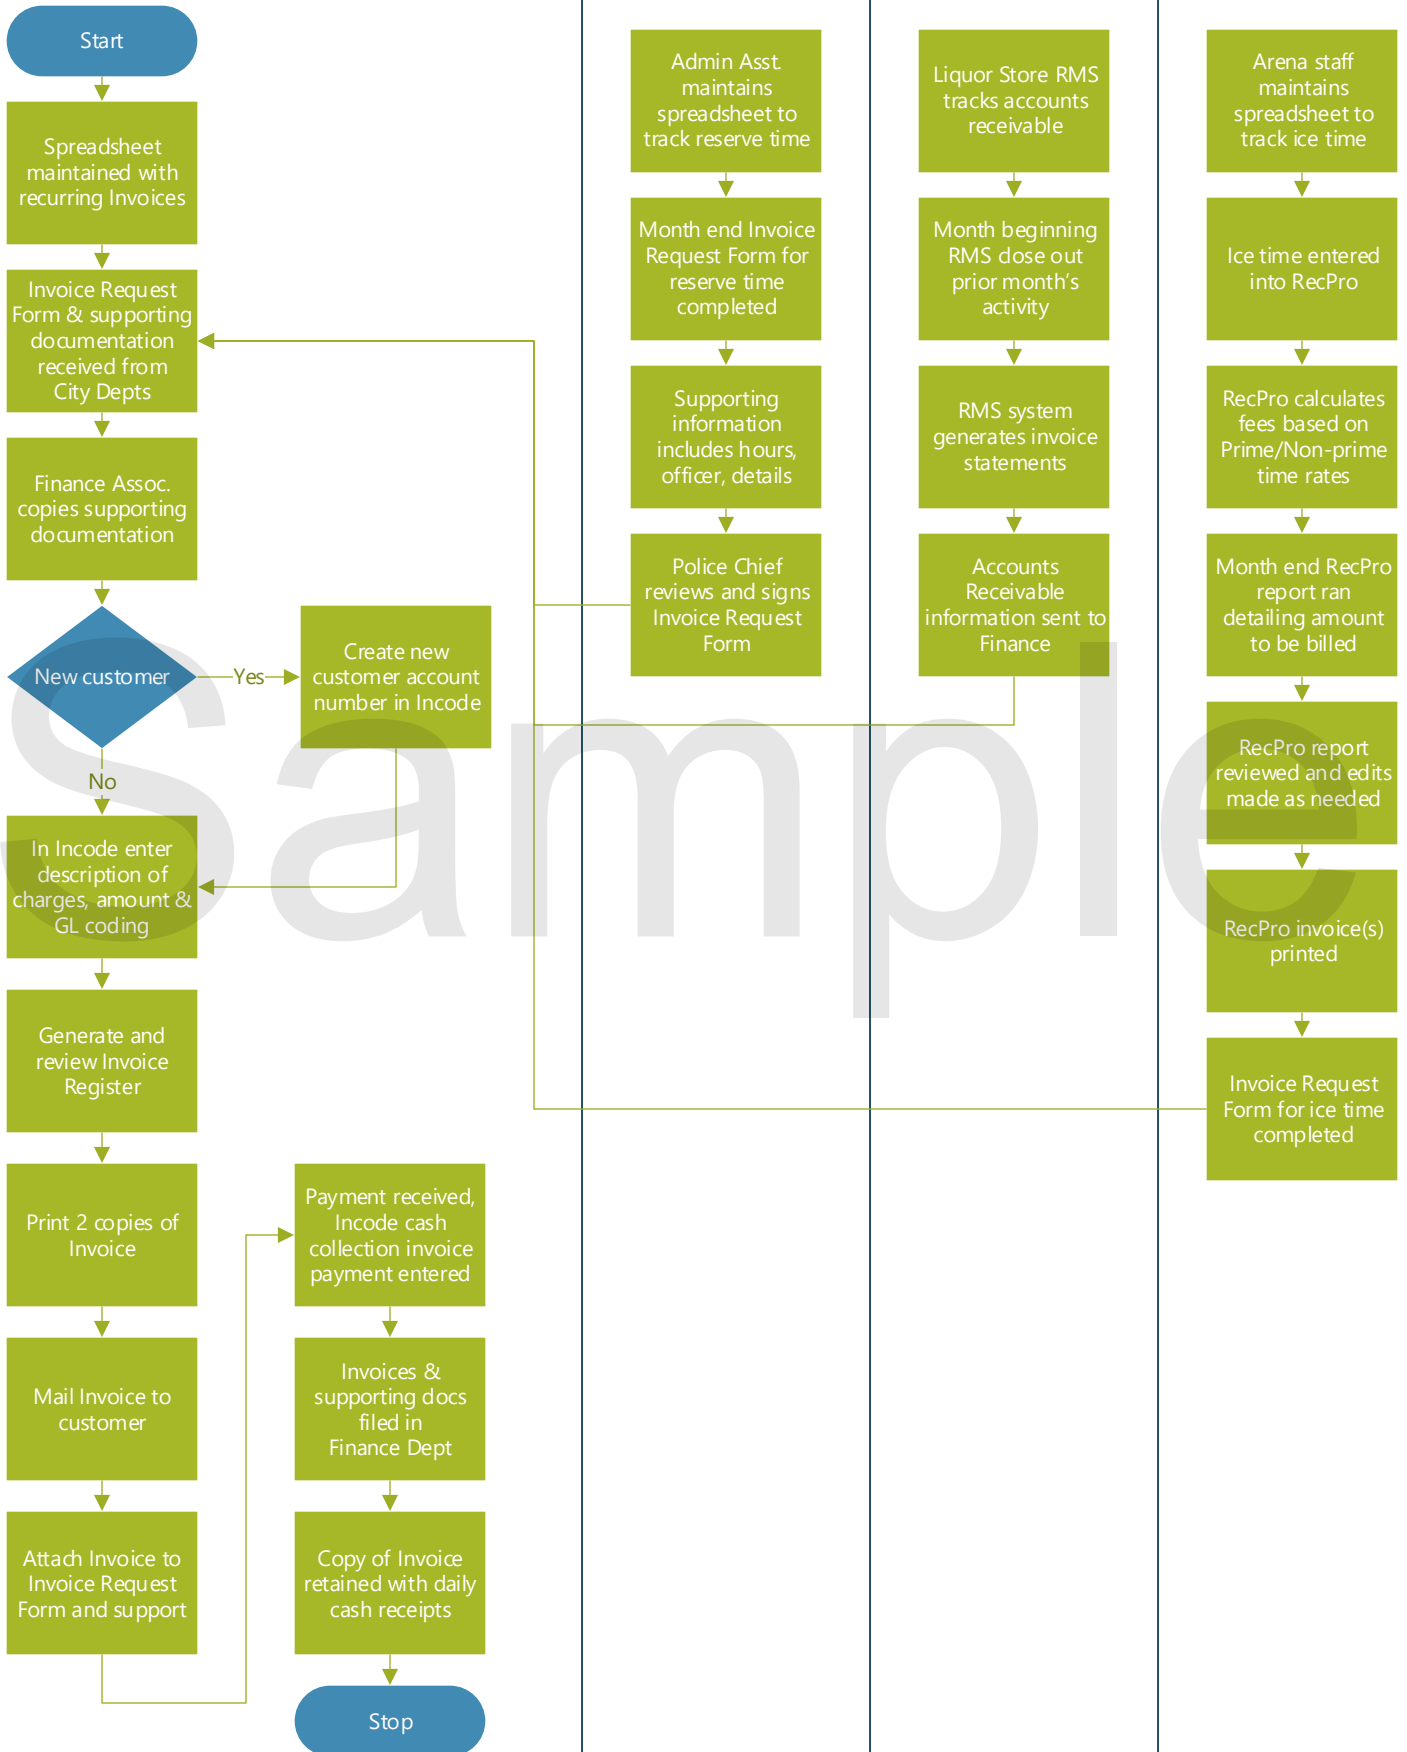 Start
Spreadsheet
maintained with
recurring Invoices
Invoice Request
Form & supporting
documentation
received from
City Depts
Finance Assoc.
copies supporting
documentation
New customer
Yes
Create new
customer account
number in Incode
No
In Incode enter
description of
charges, amount &
GL coding
Generate and
review Invoice
Register
Print 2 copies of
Invoice
Mail Invoice to
customer
Attach Invoice to
Invoice Request
Form and support
Payment received,
Incode cash
collection invoice
payment entered
Invoices &
supporting docs
filed in
Finance Dept
Copy of Invoice
retained with daily
cash receipts
Stop
Admin Asst.
maintains
spreadsheet to
track reserve time
Month end Invoice
Request Form for
reserve time
completed
Supporting
information
includes hours,
officer, details
Police Chief
reviews and signs
Invoice Request
Form
Liquor Store RMS
tracks accounts
receivable
Month beginning
RMS close out
prior month's
activity
RMS system
generates invoice
statements
Accounts
Receivable
information sent to
Finance
Arena staff
maintains
spreadsheet to
track ice time
Ice time entered
into RecPro
RecPro calculates
fees based on
Prime/Non-prime
time rates
Month end RecPro
report ran
detailing amount
to be billed
RecPro report
reviewed and edits
made as needed
RecPro invoice(s)
printed
Invoice Request
Form for ice time
completed
Sample